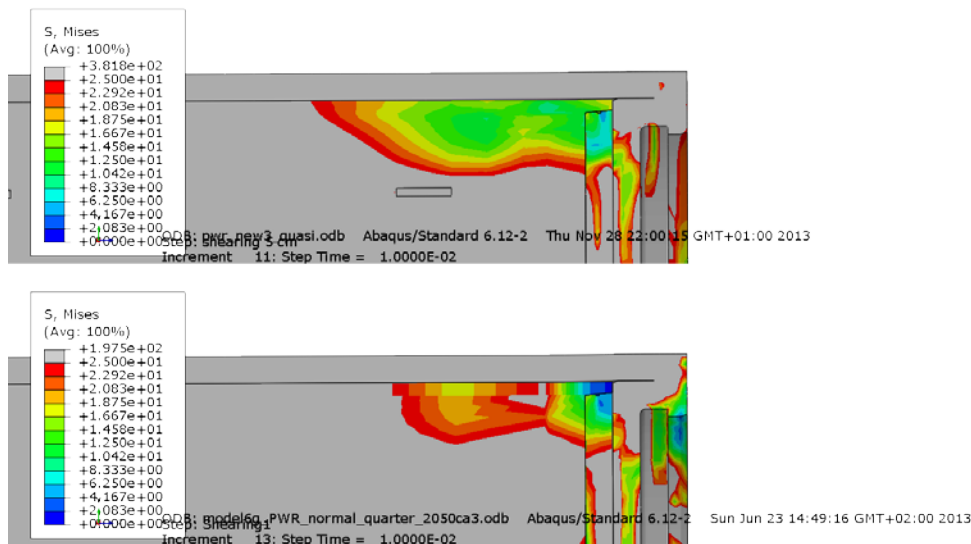 S, Mises
(Avg: 100%)
+3.818e+02
+2.500e+01
+2.292e+01
+2.083e+01
+1.875e+01
+1.667e+01
+1.458e+01
+1.250e+01
+1.042e+01
+8.333e+00
+6.250e+00
+4.167e+00
+2.083e+00
+0.000e+00
ODB: pwr_new3_quasi.odb Abaqus/Standard 6.12-2 Thu Nov 28 22:00:15 GMT+01:00 2013
Step: shearing 5 cm
Increment 11: Step Time = 1.0000E-02
S, Mises
(Avg: 100%)
+1.975e+02
+2.500e+01
+2.292e+01
+2.083e+01
+1.875e+01
+1.667e+01
+1.458e+01
+1.250e+01
+1.042e+01
+8.333e+00
+6.250e+00
+4.167e+00
+2.083e+00
+0.000e+00
ODB: model6g_PWR_normal_quarter_2050ca3.odb Abaqus/Standard 6.12-2 Sun Jun 23 14:49:16 GMT+02:00 2013
Step: Shearing1
Increment 13: Step Time = 1.0000E-02